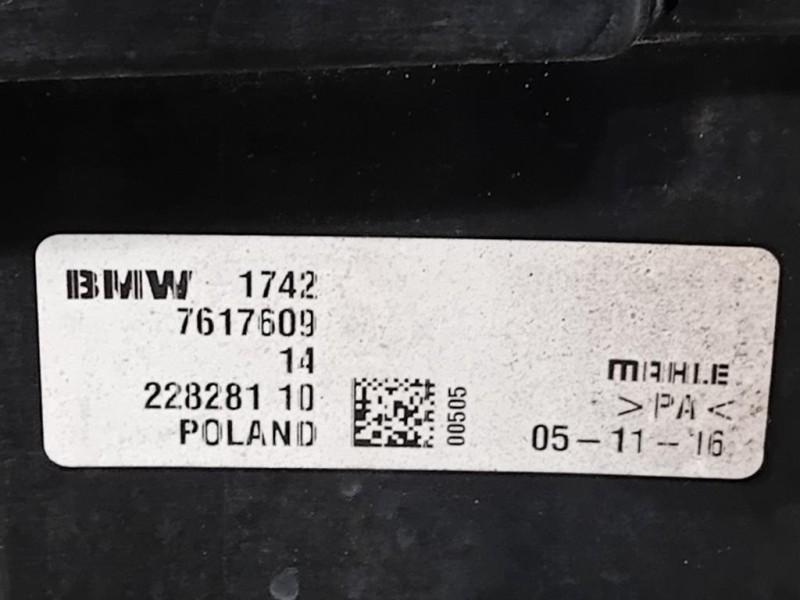 BMW 1742
7617609
14
228281 10
POLAND
00505
MAHLE
>PA<
05-11-16